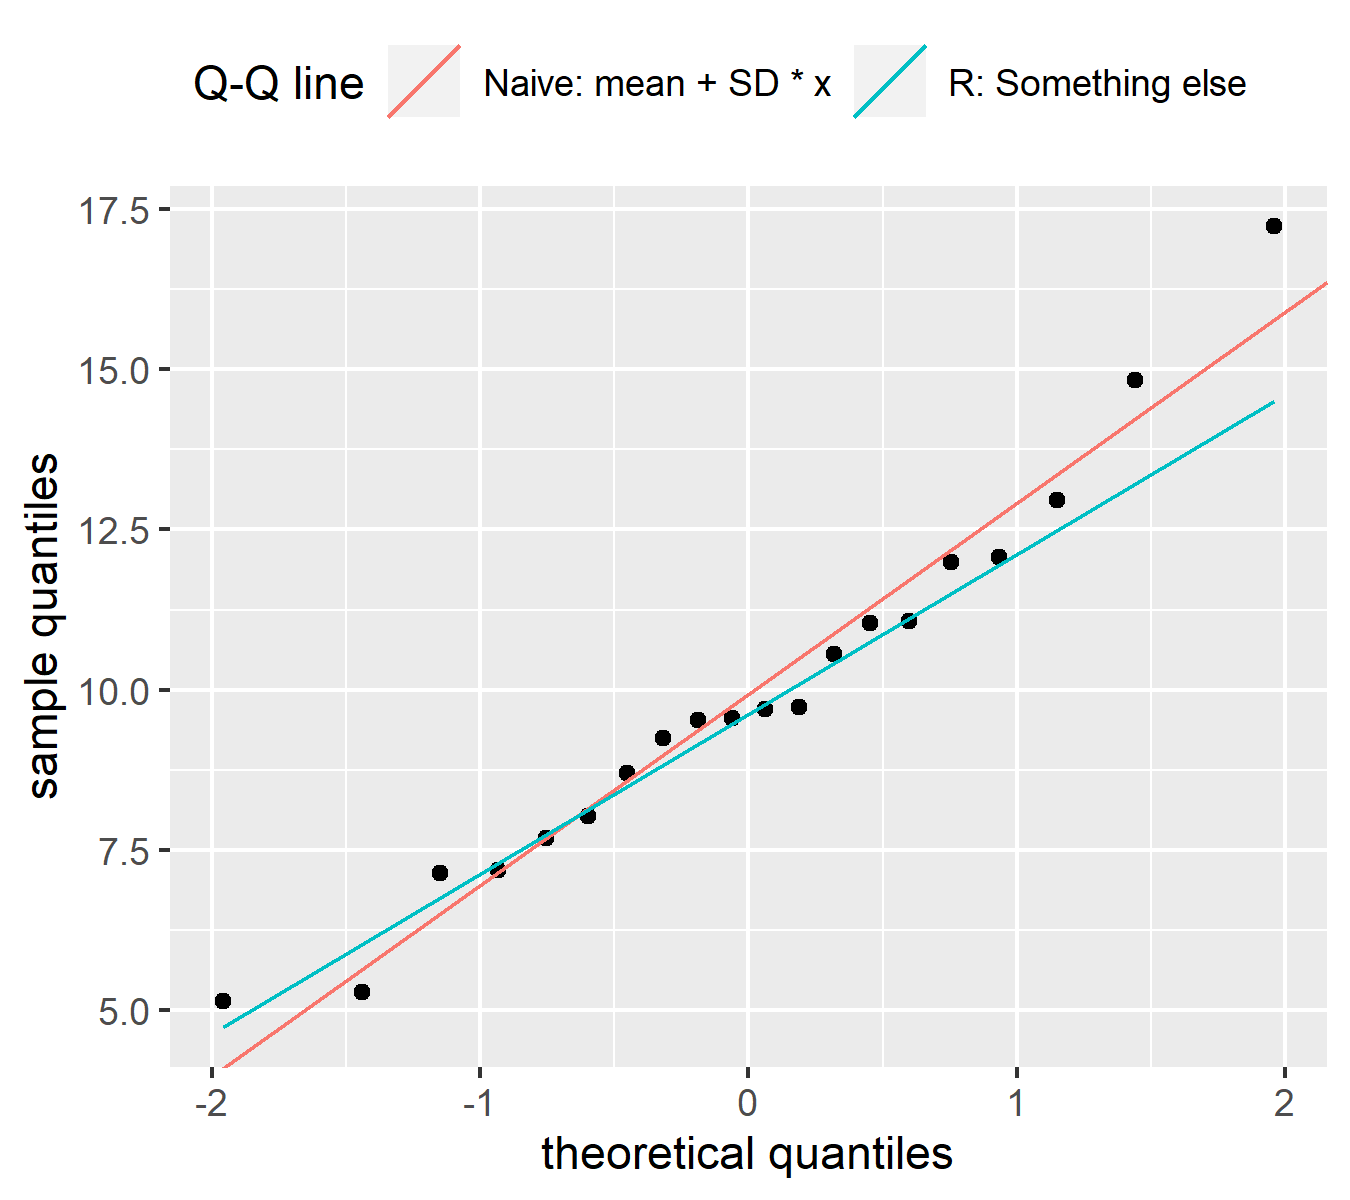 Q-Q line Naive: mean + SD * x R: Something else
17.5
15.0
12.5
10.0
7.5
5.0
sample quantiles
-2 -1 0 1 2
theoretical quantiles